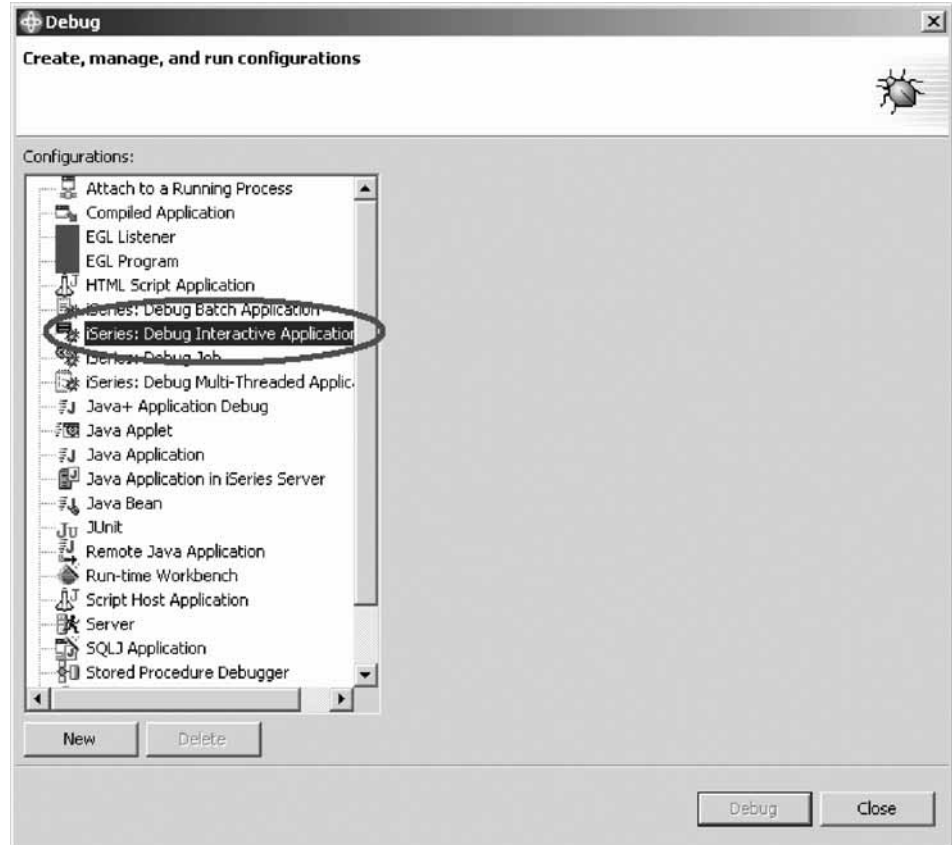 Debug
Create, manage, and run configurations
Configurations:
Attach to a Running Process
Compiled Application
EGL Listener
EGL Program
HTML Script Application
iSeries: Debug Batch Application
iSeries: Debug Interactive Application
iSeries: Debug Job
iSeries: Debug Multi-Threaded Applic
Java+ Application Debug
Java Applet
Java Application
Java Application in iSeries Server
Java Bean
JUnit
Remote Java Application
Run-time Workbench
Script Host Application
Server
SQLJ Application
Stored Procedure Debugger
New Delete
Debug Close